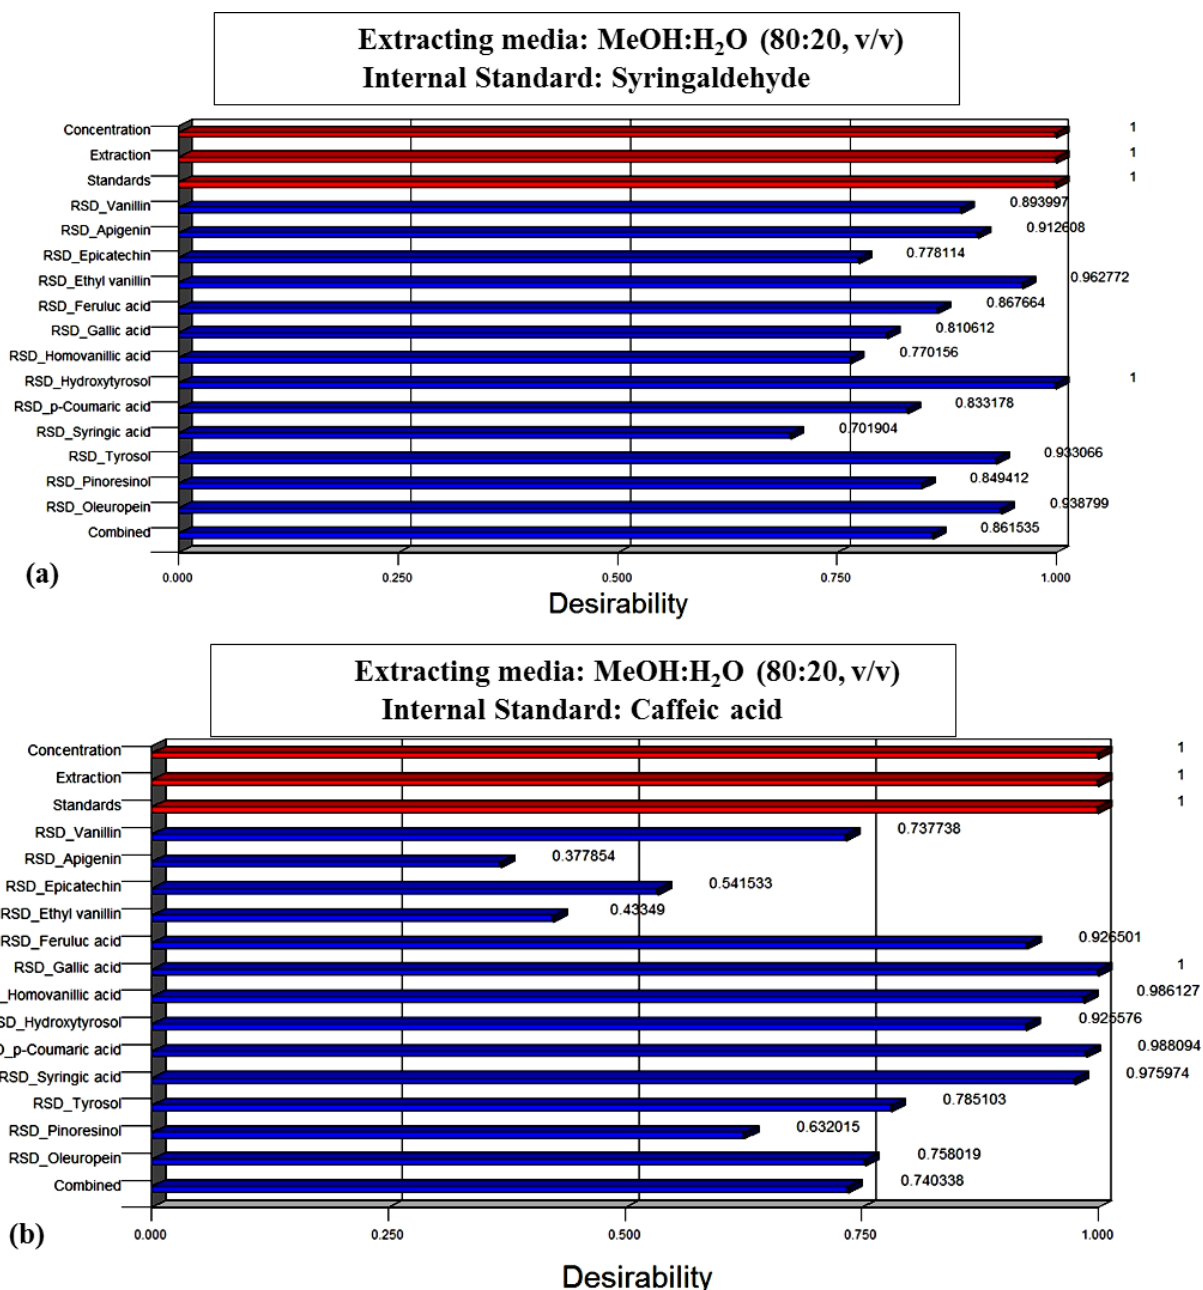 Extracting media: MeOH:H₂O (80:20, v/v)
Internal Standard: Syringaldehyde
Concentration 1
Extraction 1
Standards 1
RSD_Vanillin 0.893997
RSD_Apigenin 0.912608
RSD_Epicatechin 0.778114
RSD_Ethyl vanillin 0.962772
RSD_Feruluc acid 0.867664
RSD_Gallic acid 0.810612
RSD_Homovanillic acid 0.770156
RSD_Hydroxytyrosol 1
RSD_p-Coumaric acid 0.833178
RSD_Syringic acid 0.701904
RSD_Tyrosol 0.933066
RSD_Pinoresinol 0.849412
RSD_Oleuropein 0.938799
Combined 0.861535
(a)
0.000 0.250 0.500 0.750 1.000
Desirability
Extracting media: MeOH:H₂O (80:20, v/v)
Internal Standard: Caffeic acid
Concentration 1
Extraction 1
Standards 1
RSD_Vanillin 0.737738
RSD_Apigenin 0.377854
RSD_Epicatechin 0.541533
RSD_Ethyl vanillin 0.43349
RSD_Feruluc acid 0.926501
RSD_Gallic acid 1
_Homovanillic acid 0.986127
SD_Hydroxytyrosol 0.925576
D_p-Coumaric acid 0.988094
RSD_Syringic acid 0.975974
RSD_Tyrosol 0.785103
RSD_Pinoresinol 0.632015
RSD_Oleuropein 0.758019
Combined 0.740338
(b)
0.000 0.250 0.500 0.750 1.000
Desirability